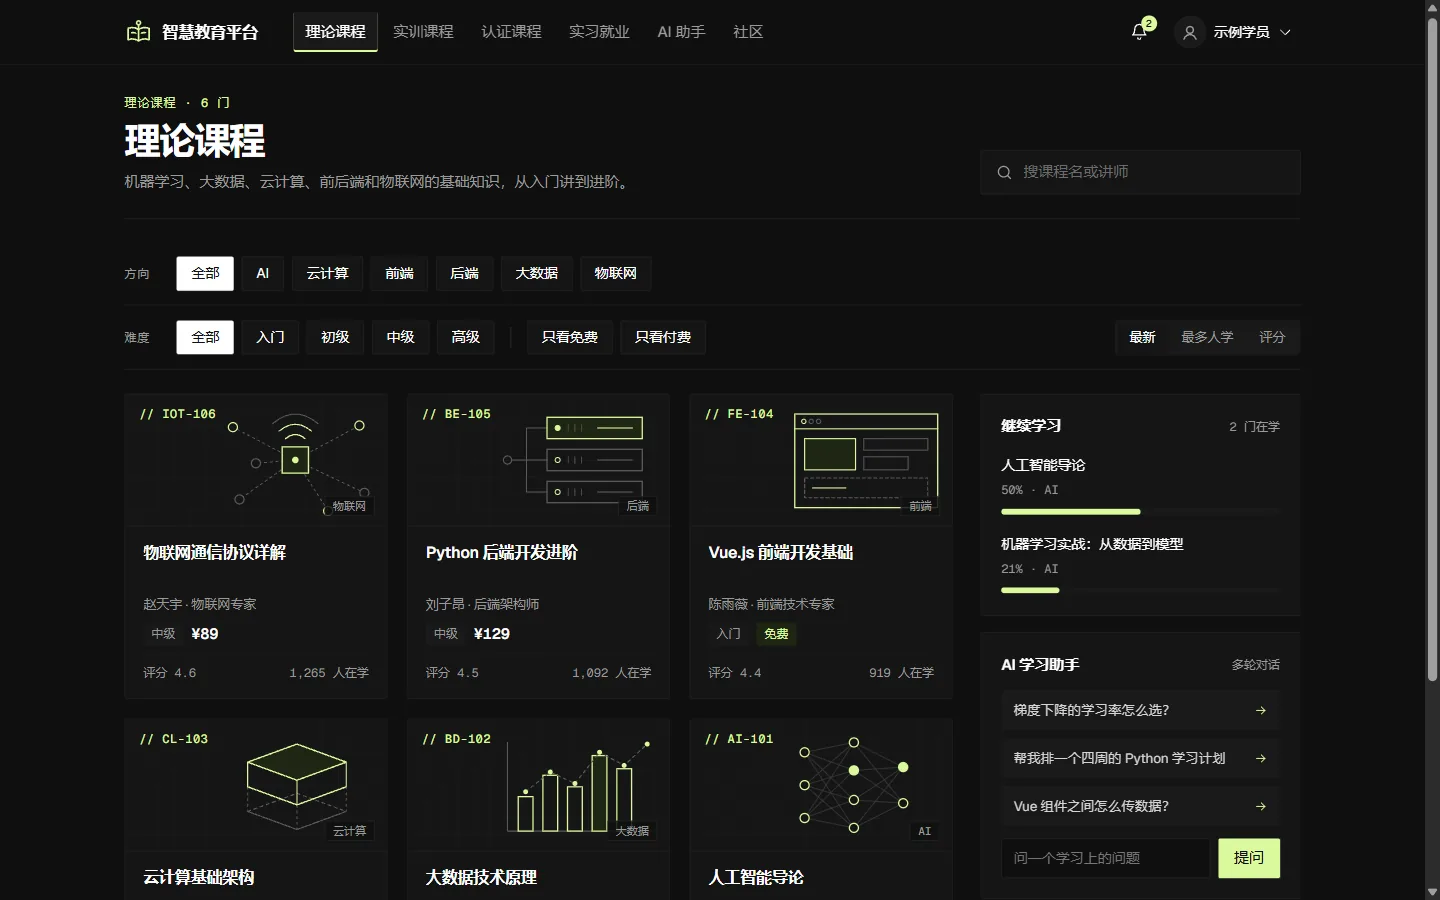 智慧教育平台 理论课程 实训课程 认证课程 实习就业 AI 助手 社区 2 示例学员
理论课程 · 6 门
理论课程
机器学习、大数据、云计算、前后端和物联网的基础知识，从入门讲到进阶。
搜课程名或讲师
方向 全部 AI 云计算 前端 后端 大数据 物联网
难度 全部 入门 初级 中级 高级 只看免费 只看付费 最新 最多人学 评分
// IOT-106
物联网
物联网通信协议详解
赵天宇 · 物联网专家
中级 ¥89
评分 4.6 1,265 人在学
// BE-105
后端
Python 后端开发进阶
刘子昂 · 后端架构师
中级 ¥129
评分 4.5 1,092 人在学
// FE-104
前端
Vue.js 前端开发基础
陈雨薇 · 前端技术专家
入门 免费
评分 4.4 919 人在学
// CL-103
云计算
云计算基础架构
// BD-102
大数据
大数据技术原理
// AI-101
AI
人工智能导论
继续学习 2 门在学
人工智能导论
50% · AI
机器学习实战：从数据到模型
21% · AI
AI 学习助手 多轮对话
梯度下降的学习率怎么选？ →
帮我排一个四周的 Python 学习计划 →
Vue 组件之间怎么传数据？ →
问一个学习上的问题 提问